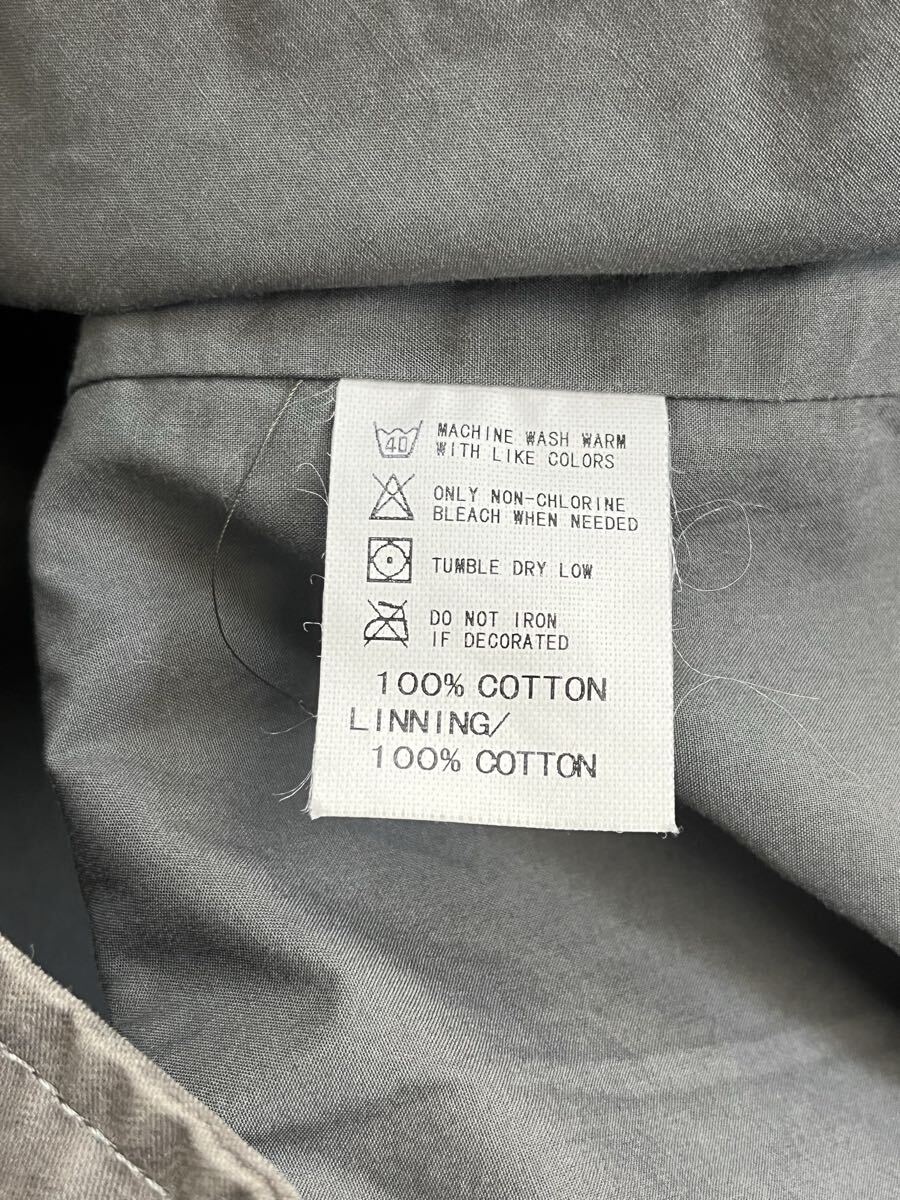 40 MACHINE WASH WARM
WITH LIKE COLORS
ONLY NON-CHLORINE
BLEACH WHEN NEEDED
TUMBLE DRY LOW
DO NOT IRON
IF DECORATED
100% COTTON
LINNING/
100% COTTON